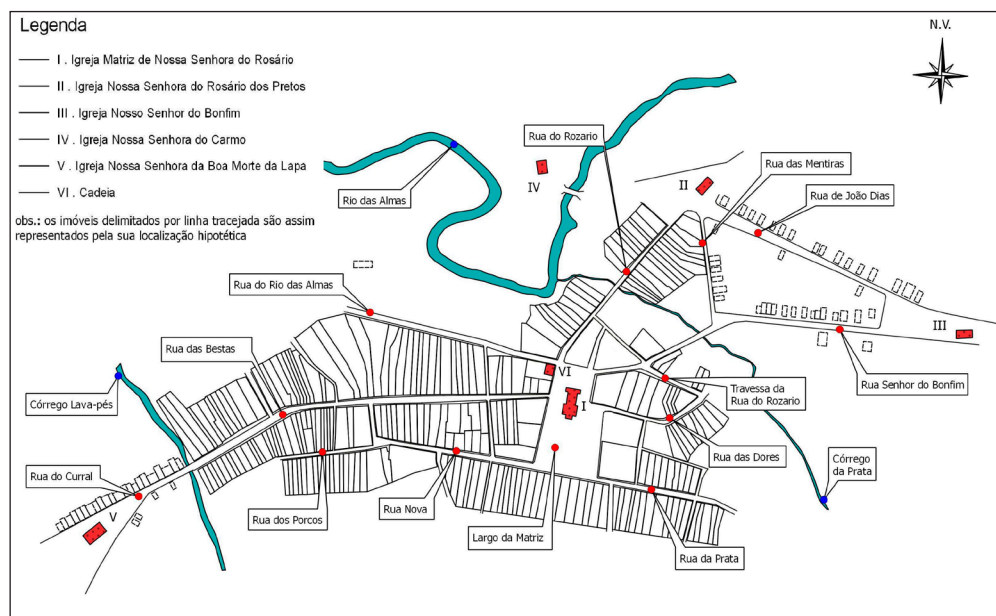 Legenda
I . Igreja Matriz de Nossa Senhora do Rosário
II . Igreja Nossa Senhora do Rosário dos Pretos
III . Igreja Nosso Senhor do Bonfim
IV . Igreja Nossa Senhora do Carmo
V . Igreja Nossa Senhora da Boa Morte da Lapa
VI . Cadeia
obs.: os imóveis delimitados por linha tracejada são assim
representados pela sua localização hipotética
N.V.
Rua do Rozario
Rua das Mentiras
Rua de João Dias
Rio das Almas
IV
II
Rua do Rio das Almas
III
Rua das Bestas
VI
Rua Senhor do Bonfim
Córrego Lava-pés
I
Travessa da
Rua do Rozario
Rua das Dores
Córrego
da Prata
Rua do Curral
V
Rua dos Porcos
Rua Nova
Largo da Matriz
Rua da Prata